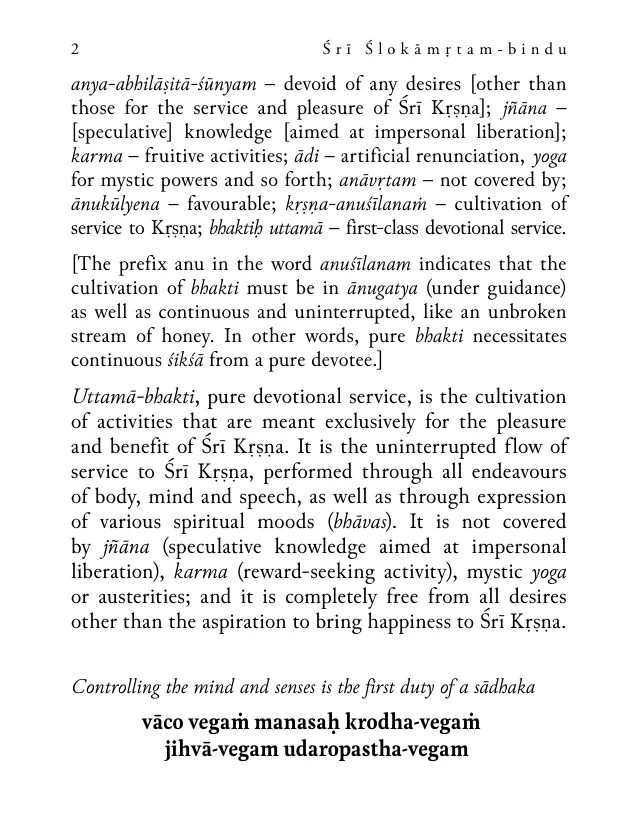 2
Śrī Ślokāmṛtam-bindu
anya-abhilāṣitā-śūnyam – devoid of any desires [other than
those for the service and pleasure of Śrī Kṛṣṇa]; jñāna –
[speculative] knowledge [aimed at impersonal liberation];
karma – fruitive activities; ādi – artificial renunciation, yoga
for mystic powers and so forth; anāvṛtam – not covered by;
ānukūlyena – favourable; kṛṣṇa-anuśīlanaṁ – cultivation of
service to Kṛṣṇa; bhaktiḥ uttamā – first-class devotional service.
[The prefix anu in the word anuśīlanam indicates that the
cultivation of bhakti must be in ānugatya (under guidance)
as well as continuous and uninterrupted, like an unbroken
stream of honey. In other words, pure bhakti necessitates
continuous śikśā from a pure devotee.]
Uttamā-bhakti, pure devotional service, is the cultivation
of activities that are meant exclusively for the pleasure
and benefit of Śrī Kṛṣṇa. It is the uninterrupted flow of
service to Śrī Kṛṣṇa, performed through all endeavours
of body, mind and speech, as well as through expression
of various spiritual moods (bhāvas). It is not covered
by jñāna (speculative knowledge aimed at impersonal
liberation), karma (reward-seeking activity), mystic yoga
or austerities; and it is completely free from all desires
other than the aspiration to bring happiness to Śrī Kṛṣṇa.
Controlling the mind and senses is the first duty of a sādhaka
vāco vegaṁ manasaḥ krodha-vegaṁ
jihvā-vegam udaropastha-vegam